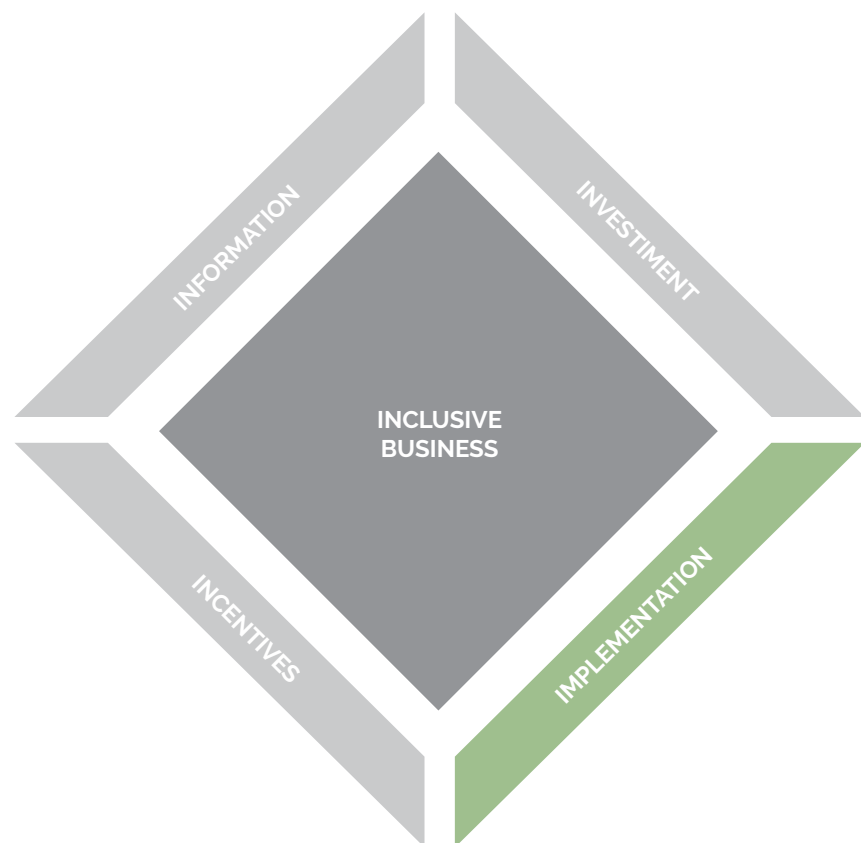 INFORMATION
INVESTIMENT
INCLUSIVE
BUSINESS
INCENTIVES
IMPLEMENTATION